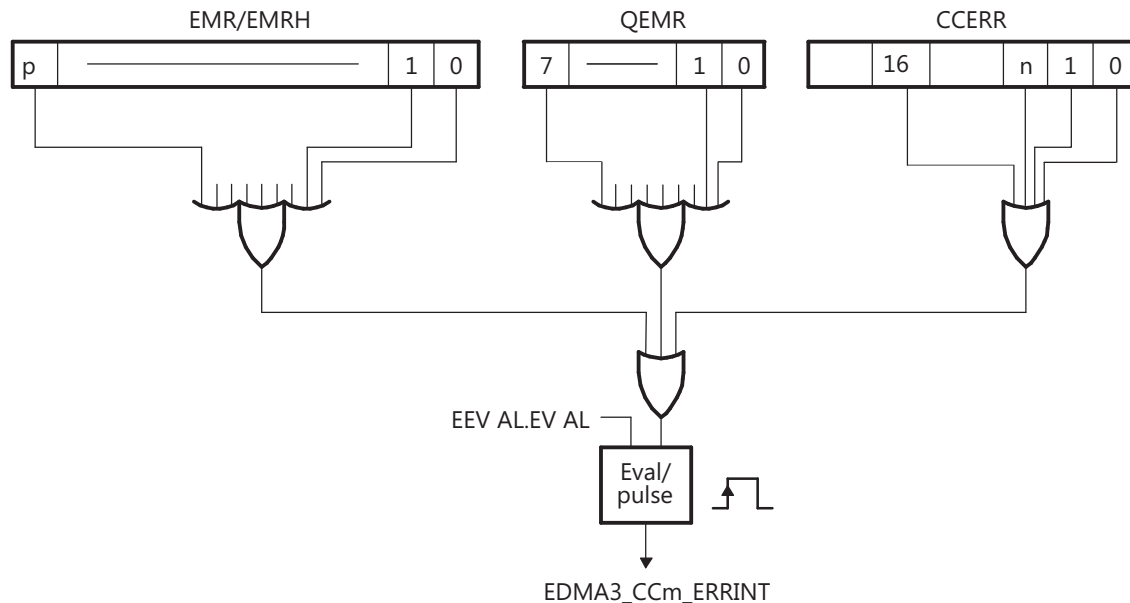 EMR/EMRH QEMR CCERR
p 1 0 7 1 0 16 n 1 0
EEV AL.EV AL
Eval/
pulse
EDMA3_CCm_ERRINT